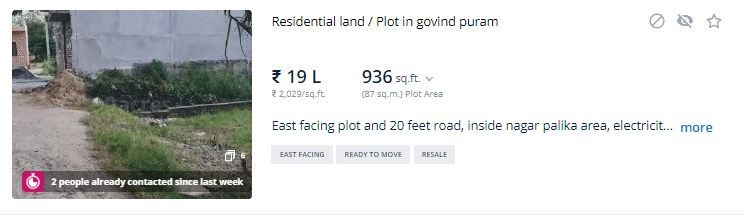 Residential land / Plot in govind puram
₹ 19 L
₹ 2,029/sq.ft.
936 sq.ft.
(87 sq.m.) Plot Area
East facing plot and 20 feet road, inside nagar palika area, electricit... more
EAST FACING
READY TO MOVE
RESALE
6
2 people already contacted since last week